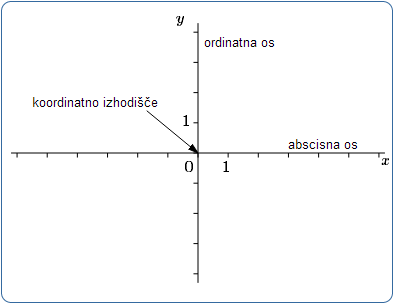 y
ordinatna os
koordinatno izhodišče
1
abscisna os
x
0
1